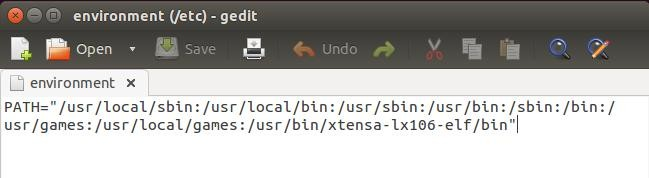 environment (/etc) - gedit
Open Save Undo
environment
PATH="/usr/local/sbin:/usr/local/bin:/usr/sbin:/usr/bin:/sbin:/bin:/
usr/games:/usr/local/games:/usr/bin/xtensa-lx106-elf/bin"